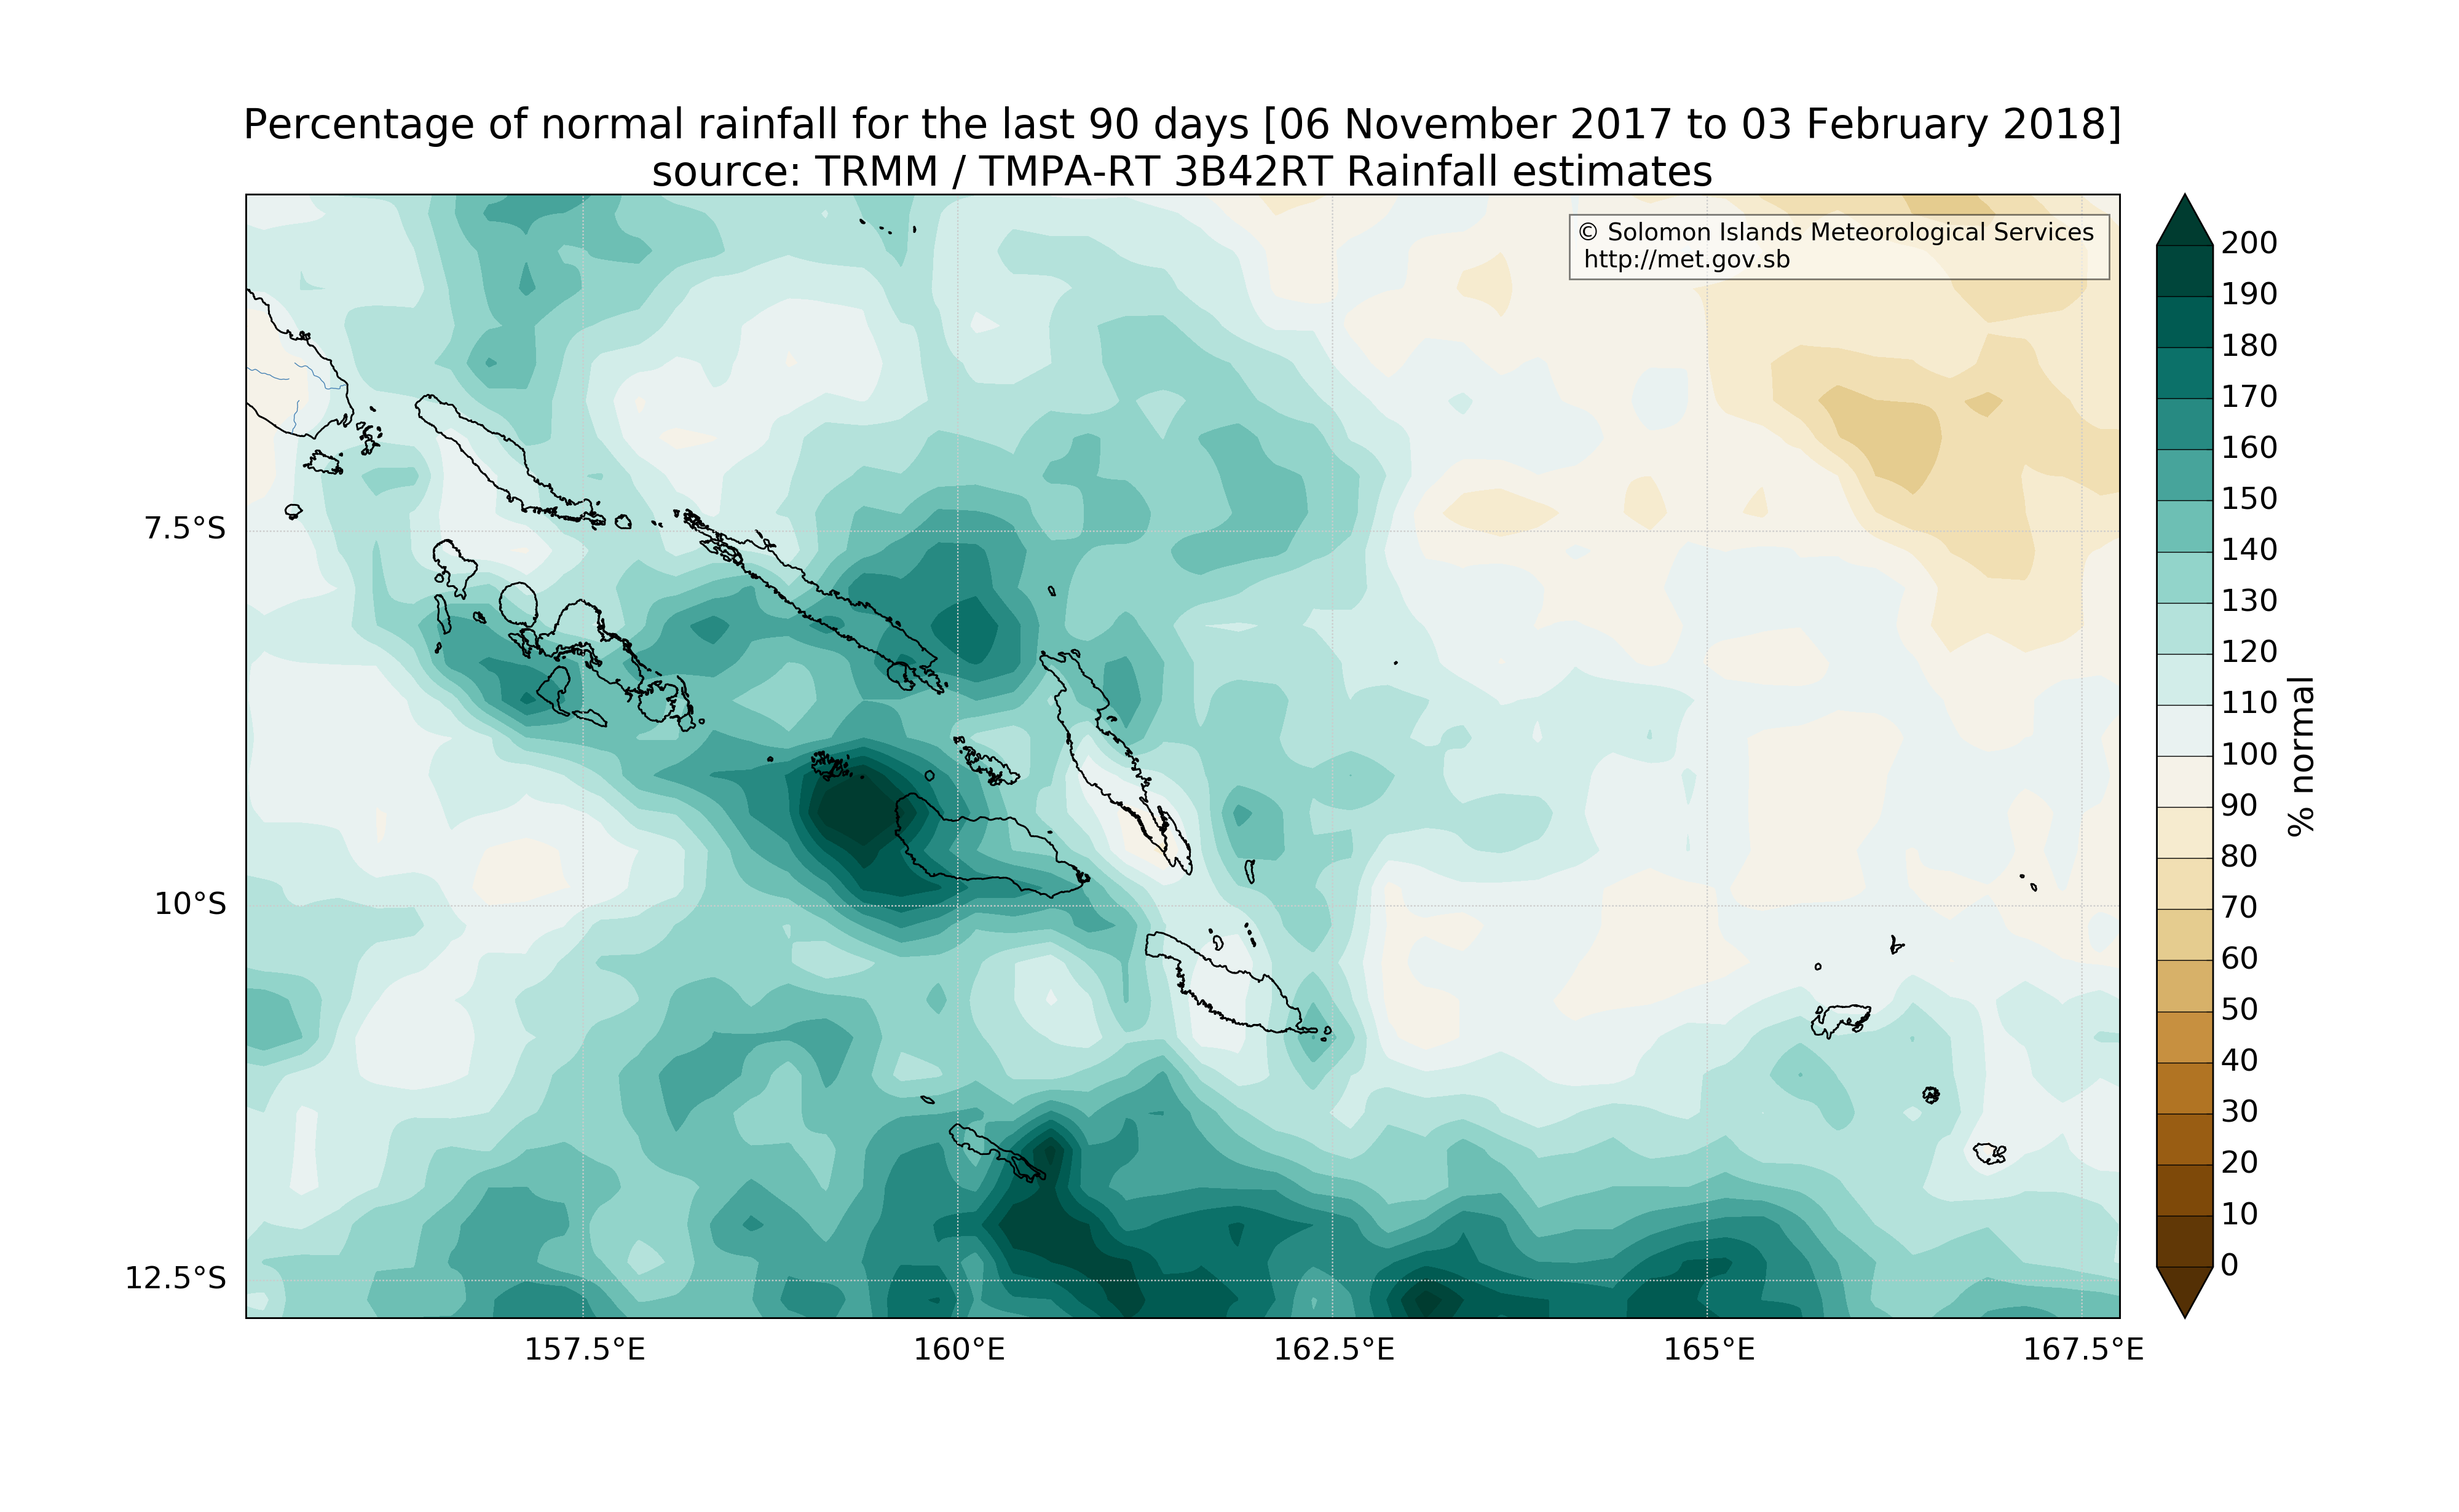 Percentage of normal rainfall for the last 90 days [06 November 2017 to 03 February 2018]
source: TRMM / TMPA-RT 3B42RT Rainfall estimates
© Solomon Islands Meteorological Services
http://met.gov.sb
7.5°S
10°S
12.5°S
157.5°E
160°E
162.5°E
165°E
167.5°E
200
190
180
170
160
150
140
130
120
110
100
90
80
70
60
50
40
30
20
10
0
% normal